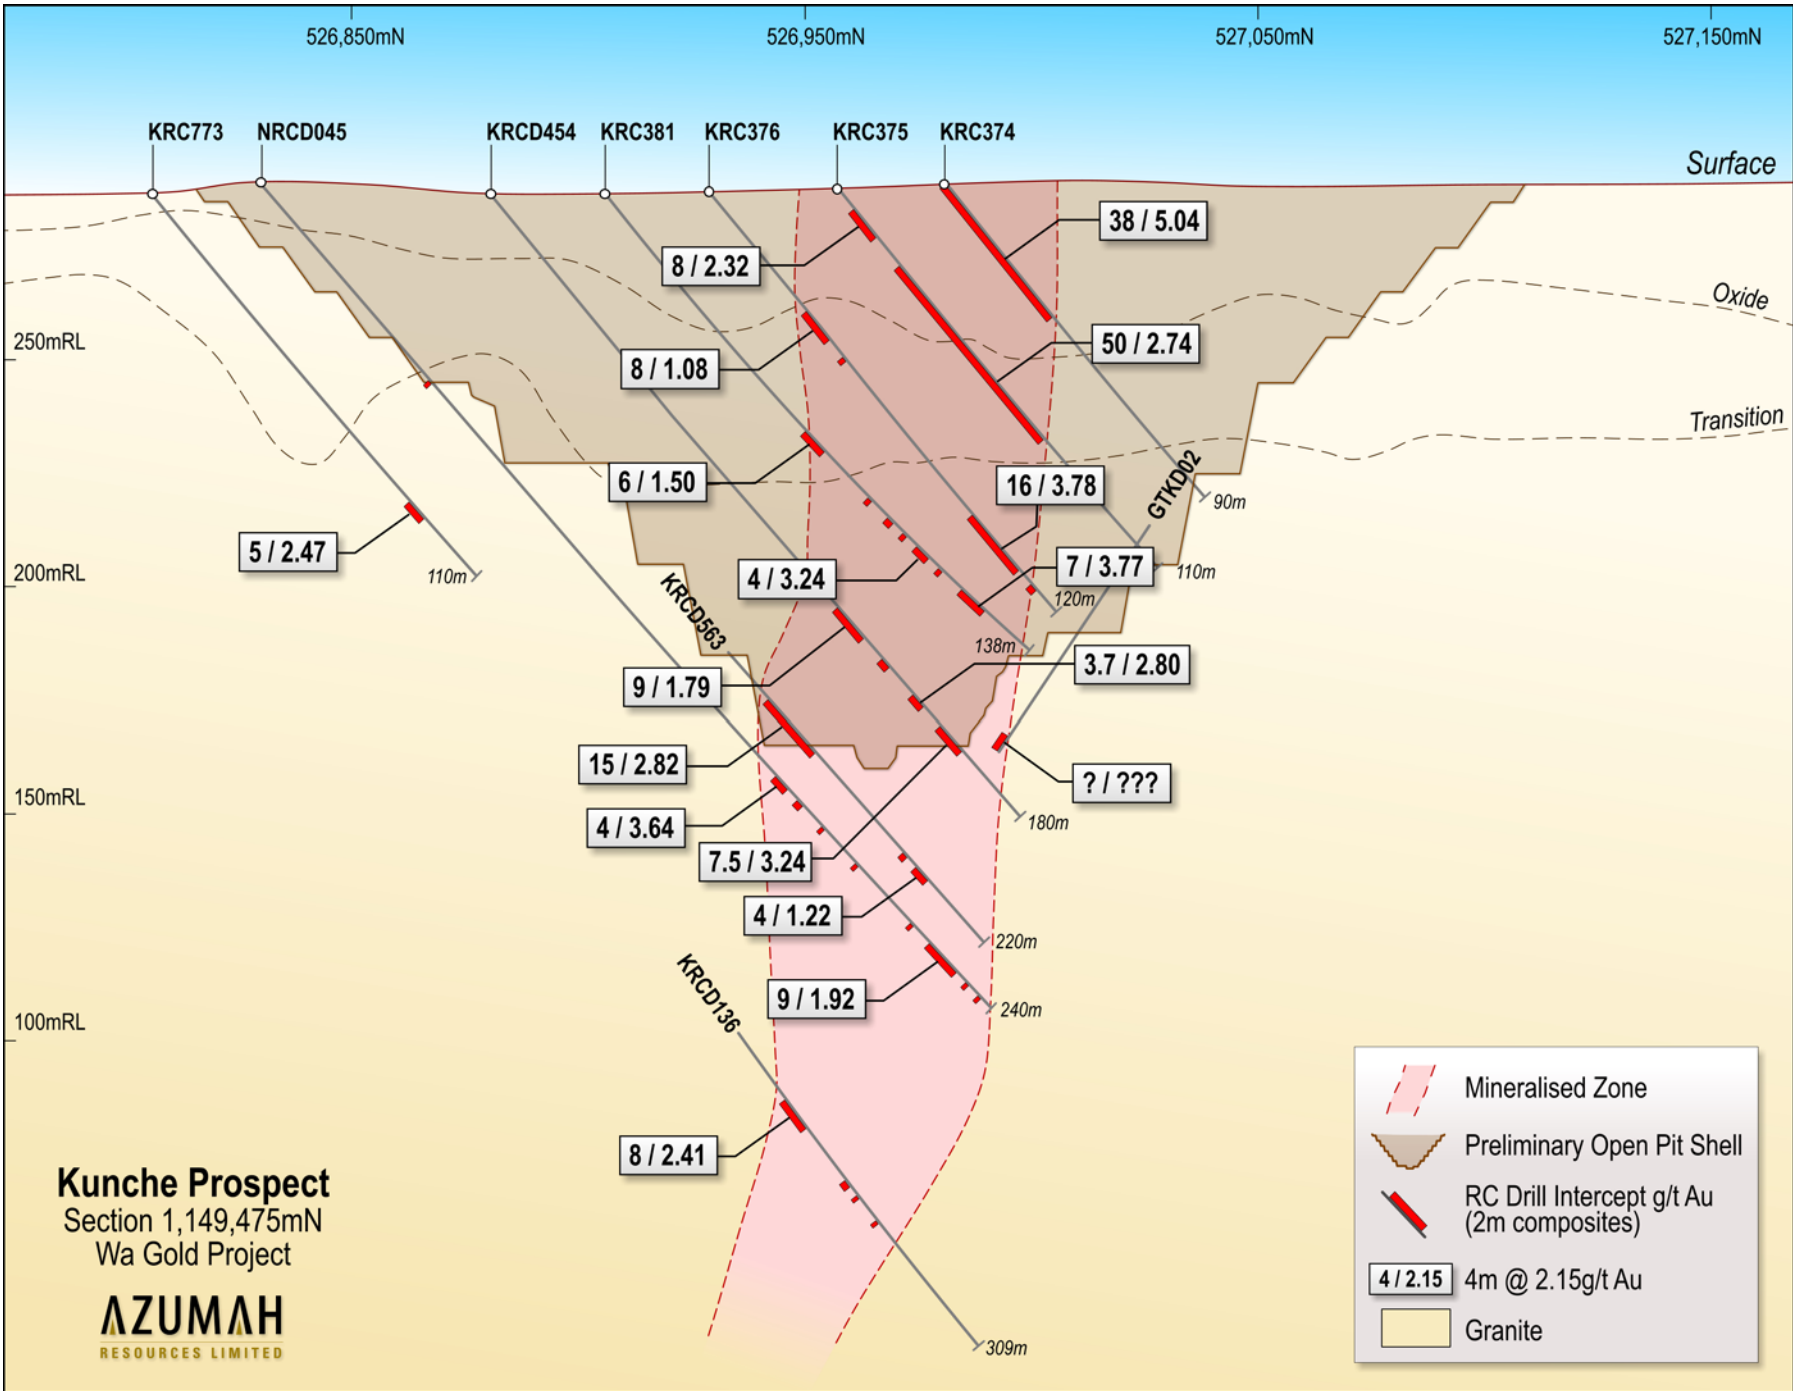 526,850mN
526,950mN
527,050mN
527,150mN
KRC773
NRCD045
KRCD454
KRC381
KRC376
KRC375
KRC374
Surface
38 / 5.04
8 / 2.32
Oxide
250mRL
50 / 2.74
8 / 1.08
Transition
6 / 1.50
16 / 3.78
GTKD02
90m
5 / 2.47
110m
200mRL
4 / 3.24
7 / 3.77
110m
120m
KRCD563
138m
3.7 / 2.80
9 / 1.79
15 / 2.82
? / ???
150mRL
4 / 3.64
180m
7.5 / 3.24
4 / 1.22
220m
KRCD136
9 / 1.92
240m
100mRL
8 / 2.41
309m
Kunche Prospect
Section 1,149,475mN
Wa Gold Project
AZUMAH
RESOURCES LIMITED
Mineralised Zone
Preliminary Open Pit Shell
RC Drill Intercept g/t Au
(2m composites)
4 / 2.15 4m @ 2.15g/t Au
Granite